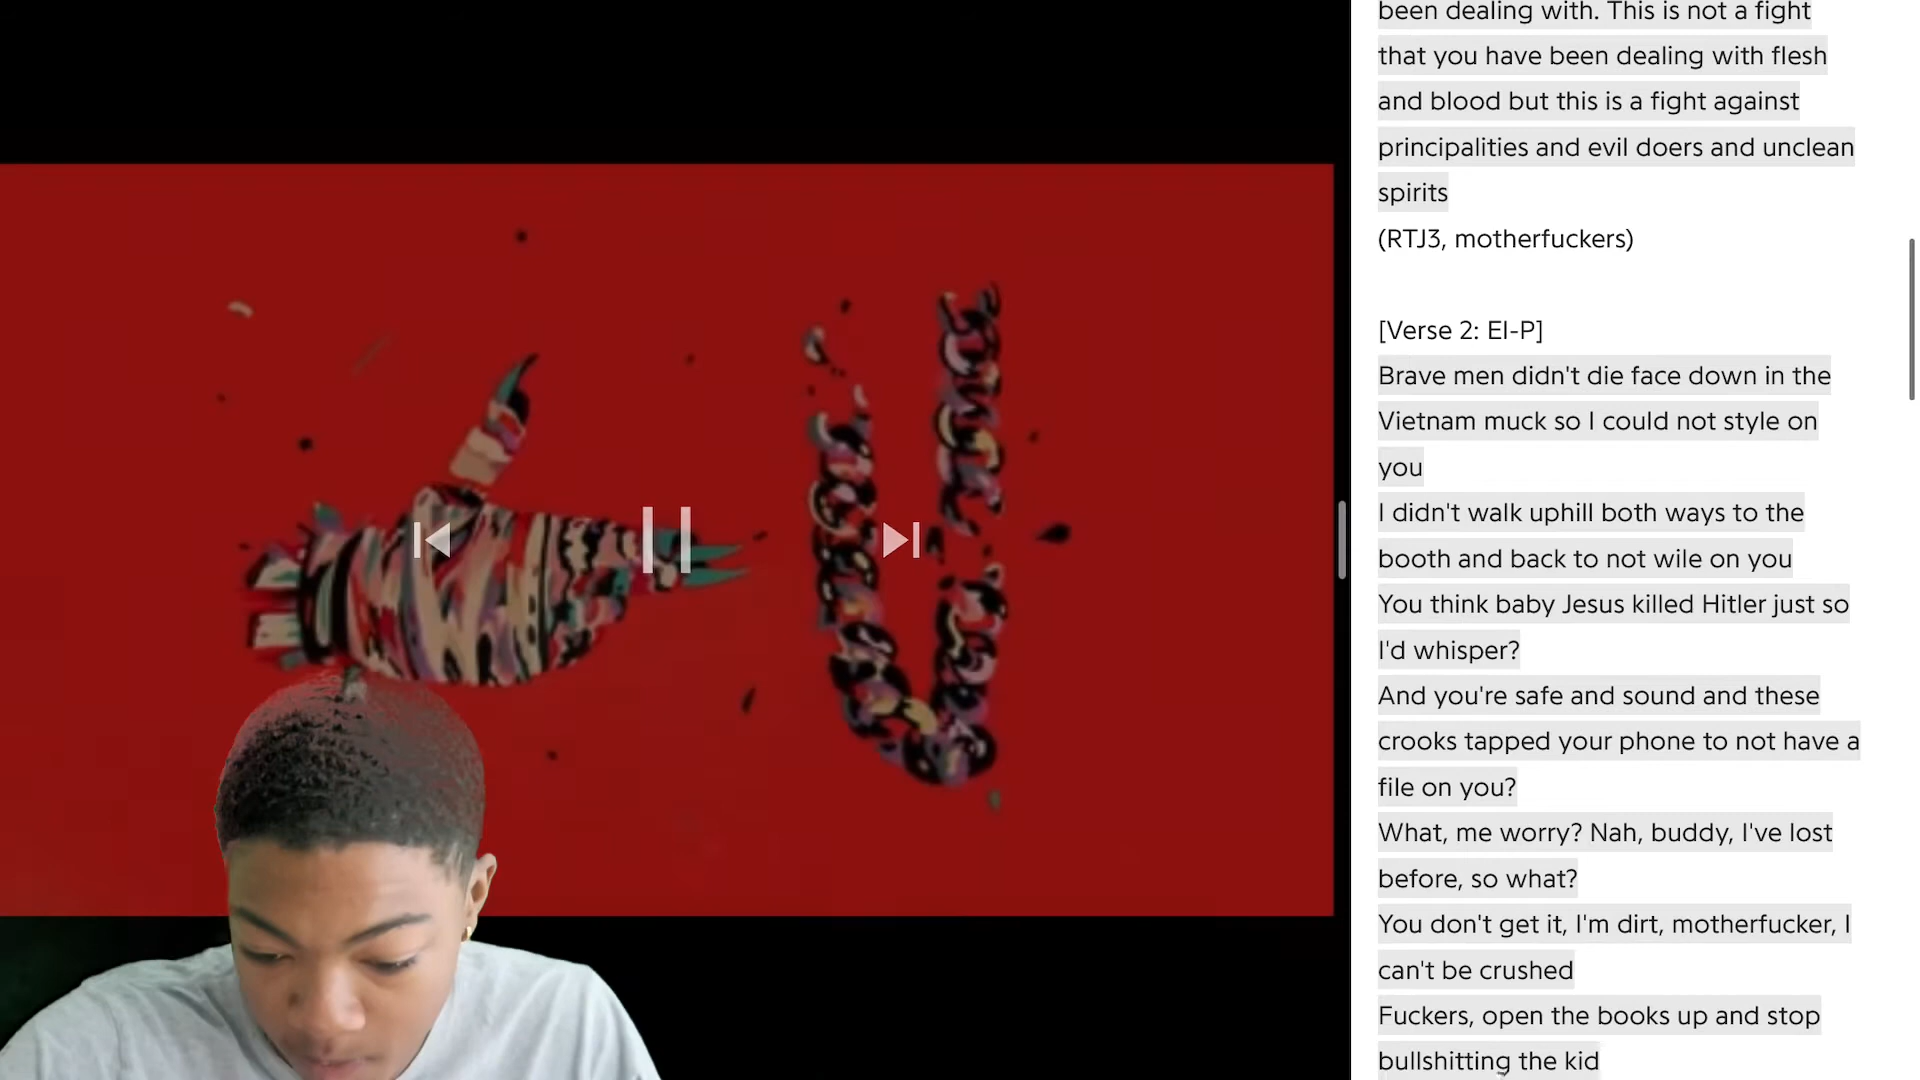 been dealing with. This is not a fight
that you have been dealing with flesh
and blood but this is a fight against
principalities and evil doers and unclean
spirits
(RTJ3, motherfuckers)
[Verse 2: El-P]
Brave men didn't die face down in the
Vietnam muck so I could not style on
you
I didn't walk uphill both ways to the
booth and back to not wile on you
You think baby Jesus killed Hitler just so
I'd whisper?
And you're safe and sound and these
crooks tapped your phone to not have a
file on you?
What, me worry? Nah, buddy, I've lost
before, so what?
You don't get it, I'm dirt, motherfucker, I
can't be crushed
Fuckers, open the books up and stop
bullshitting the kid